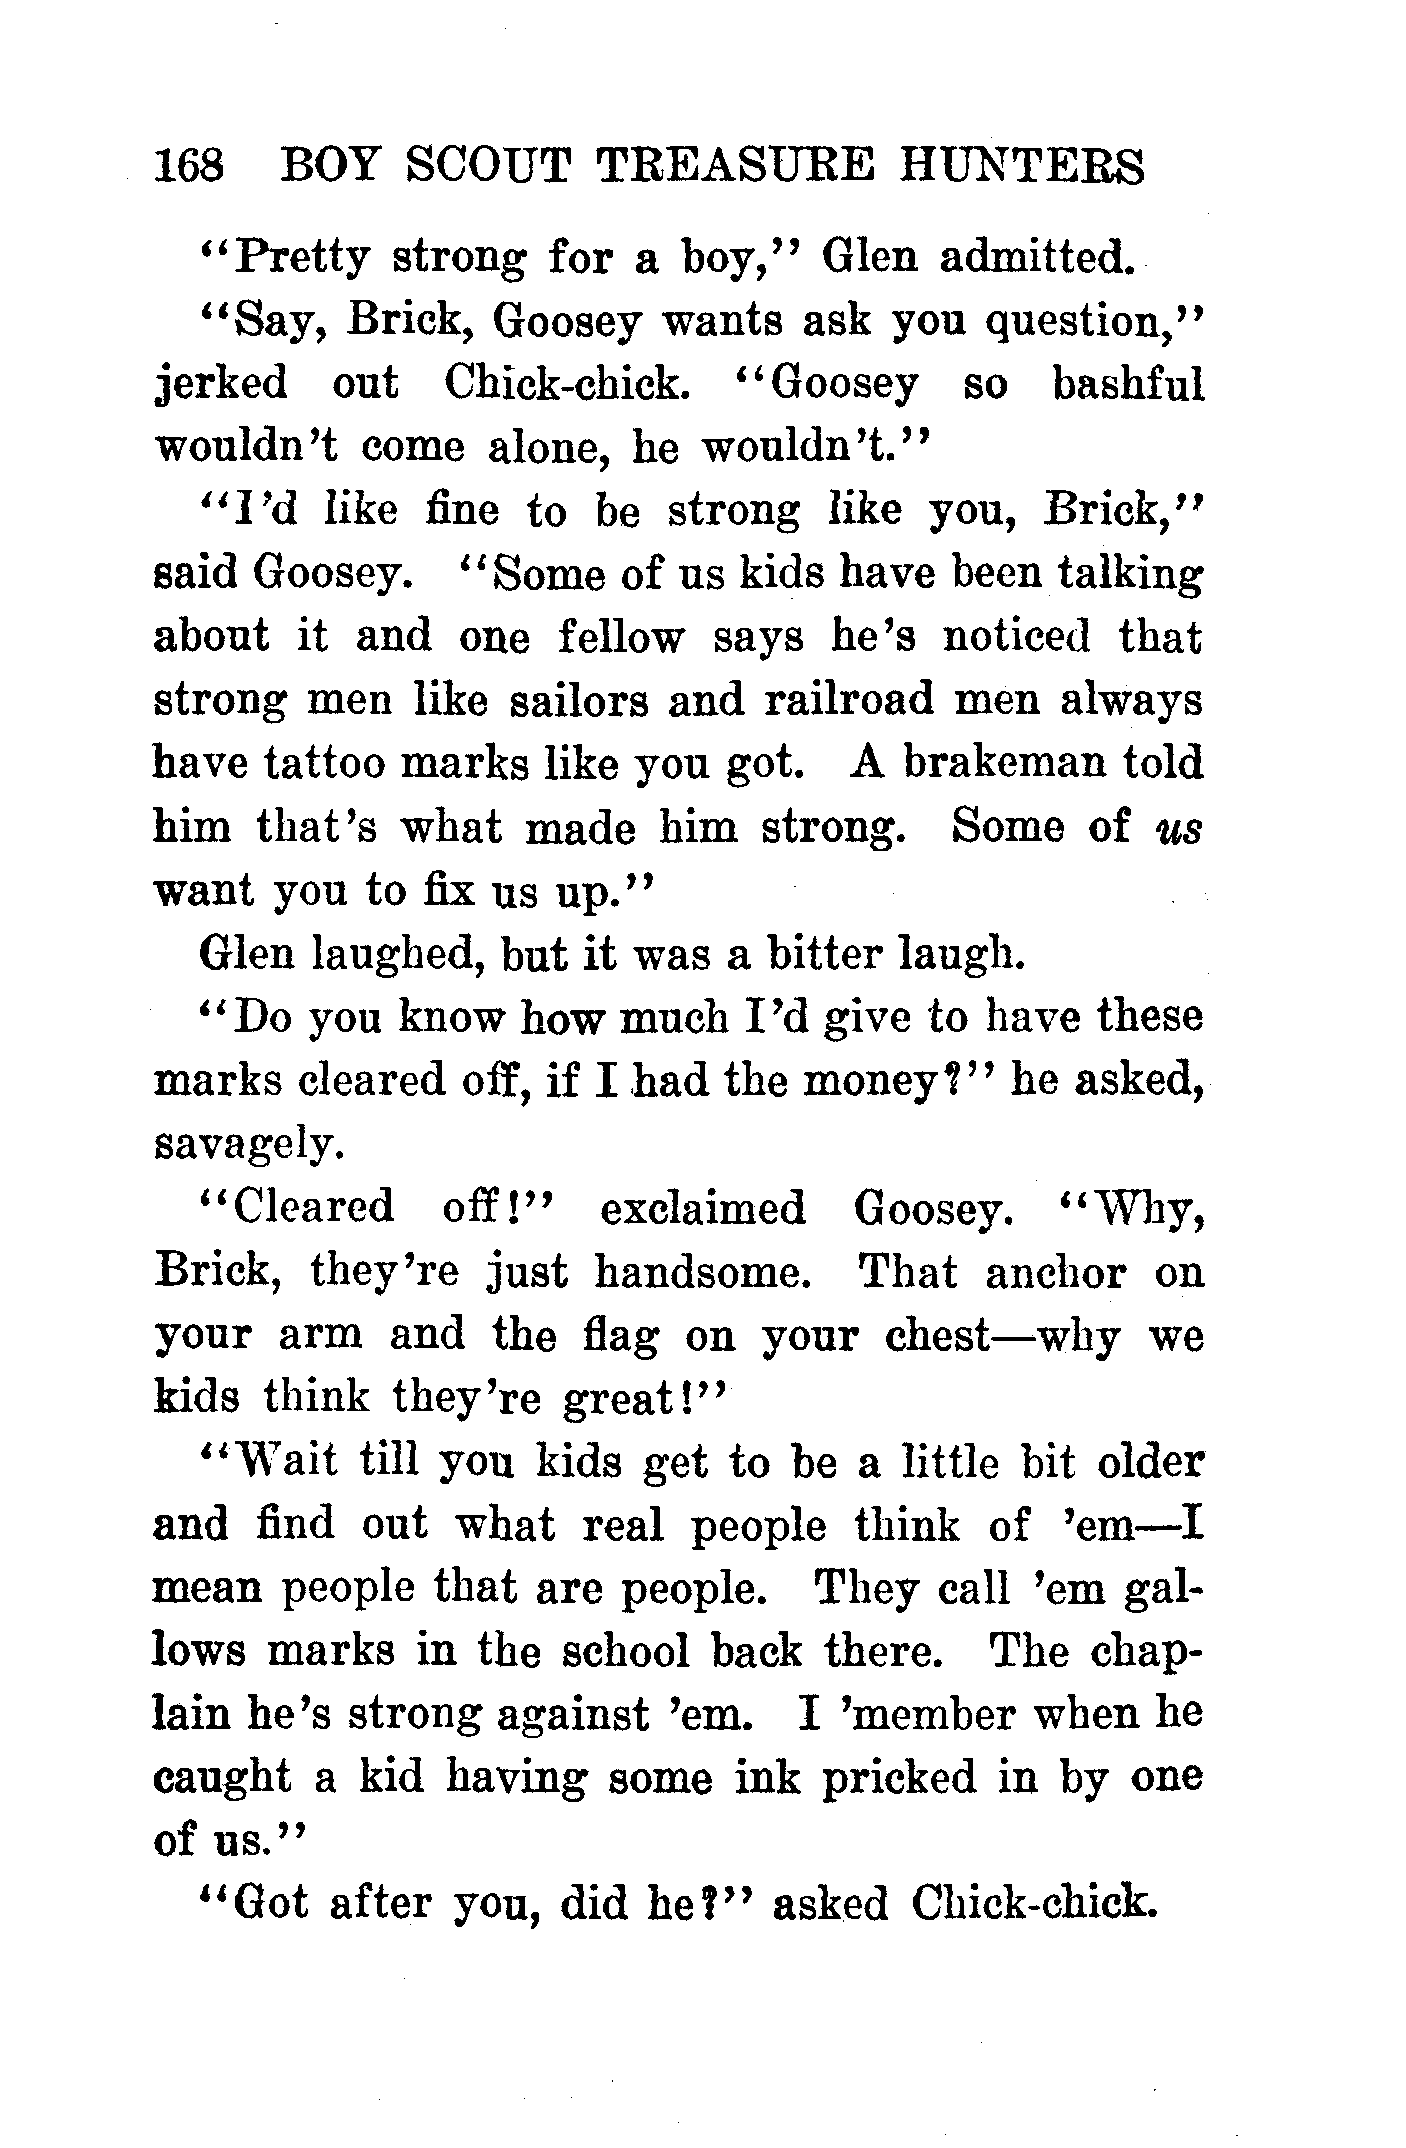 168 BOY SCOUT TREASURE HUNTERS
"Pretty strong for a boy," Glen admitted.
"Say, Brick, Goosey wants ask you question,"
jerked out Chick-chick. "Goosey so bashful
wouldn't come alone, he wouldn't."
"I'd like fine to be strong like you, Brick,"
said Goosey. "Some of us kids have been talking
about it and one fellow says he's noticed that
strong men like sailors and railroad men always
have tattoo marks like you got. A brakeman told
him that's what made him strong. Some of us
want you to fix us up."
Glen laughed, but it was a bitter laugh.
"Do you know how much I'd give to have these
marks cleared off, if I had the money?" he asked,
savagely.
"Cleared off!" exclaimed Goosey. "Why,
Brick, they're just handsome. That anchor on
your arm and the flag on your chest—why we
kids think they're great!"
"Wait till you kids get to be a little bit older
and find out what real people think of 'em—I
mean people that are people. They call 'em gal-
lows marks in the school back there. The chap-
lain he's strong against 'em. I 'member when he
caught a kid having some ink pricked in by one
of us."
"Got after you, did he?" asked Chick-chick.